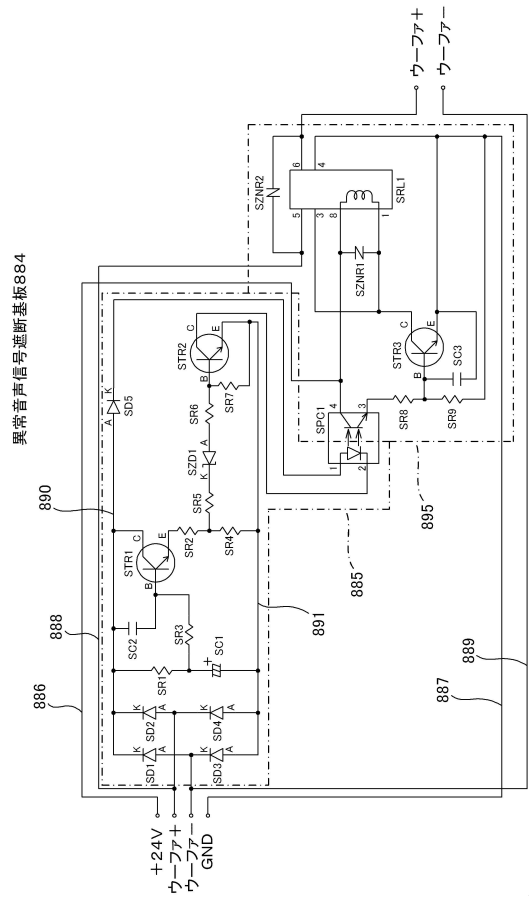 異常音声信号遮断基板884
886
888
890
+24V
ウーファ+
ウーファー
GND
SD1
K
A
SD2
K
A
SD3
K
A
SD4
K
A
SR1
SC1
+
SC2
SR3
STR1
B
C
E
SR2
SR4
SR5
SZD1
K
A
SR6
SR7
STR2
B
C
E
SD5
A
K
891
885
895
SPC1
1
2
3
4
SR8
SR9
STR3
B
C
E
SC3
SZNR1
SZNR2
SRL1
5
6
3
4
8
1
ウーファ+
ウーファー
887
889